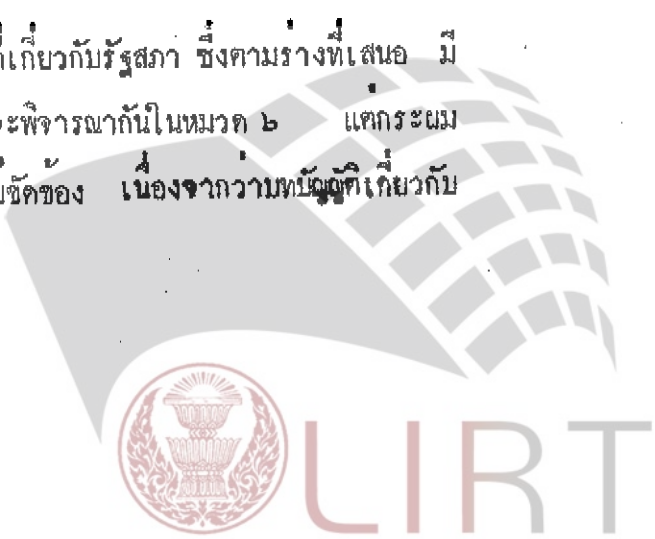 เกี่ยวกับรัฐสภา ซึ่งตามร่างที่เสนอ มี
ะพิจารณากันในหมวด ๖ แต่กระผม
ขัดข้อง เนื่องจากว่าบทบัญญัติเกี่ยวกับ
LIRT